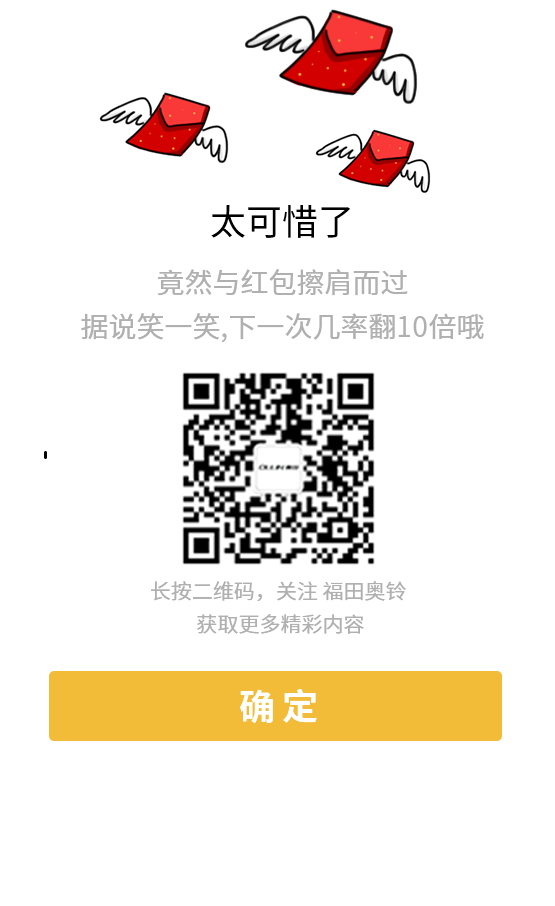 太可惜了
竟然与红包擦肩而过
据说笑一笑,下一次几率翻10倍哦
长按二维码，关注 福田奥铃
获取更多精彩内容
确 定